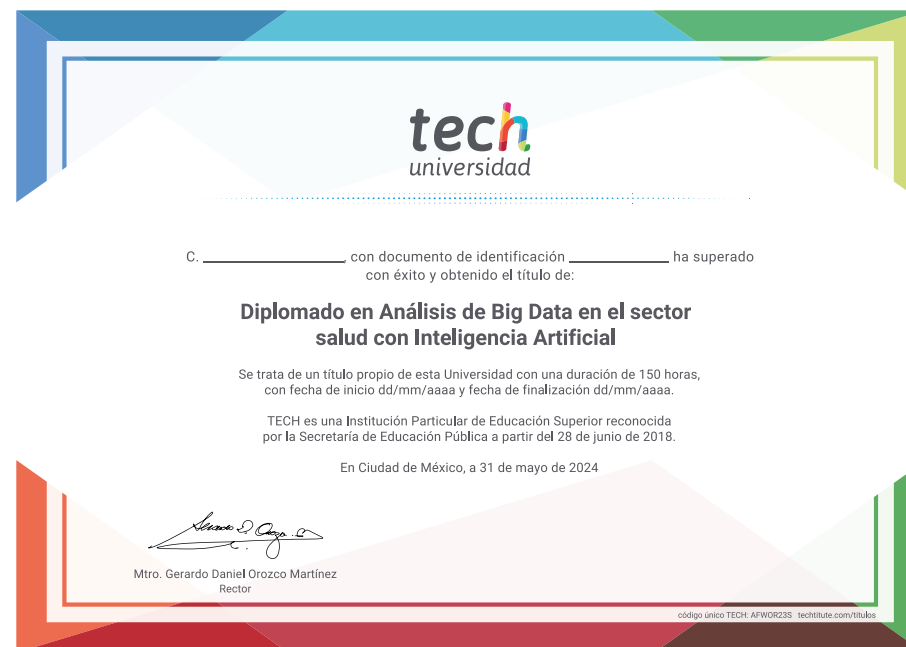 tech
universidad
C. ____________, con documento de identificación ____________ ha superado
con éxito y obtenido el título de:
Diplomado en Análisis de Big Data en el sector
salud con Inteligencia Artificial
Se trata de un título propio de esta Universidad con una duración de 150 horas,
con fecha de inicio dd/mm/aaaa y fecha de finalización dd/mm/aaaa.
TECH es una Institución Particular de Educación Superior reconocida
por la Secretaría de Educación Pública a partir del 28 de junio de 2018.
En Ciudad de México, a 31 de mayo de 2024
Mtro. Gerardo Daniel Orozco Martínez
Rector
código único TECH: AFWOR23S techtitute.com/titulos